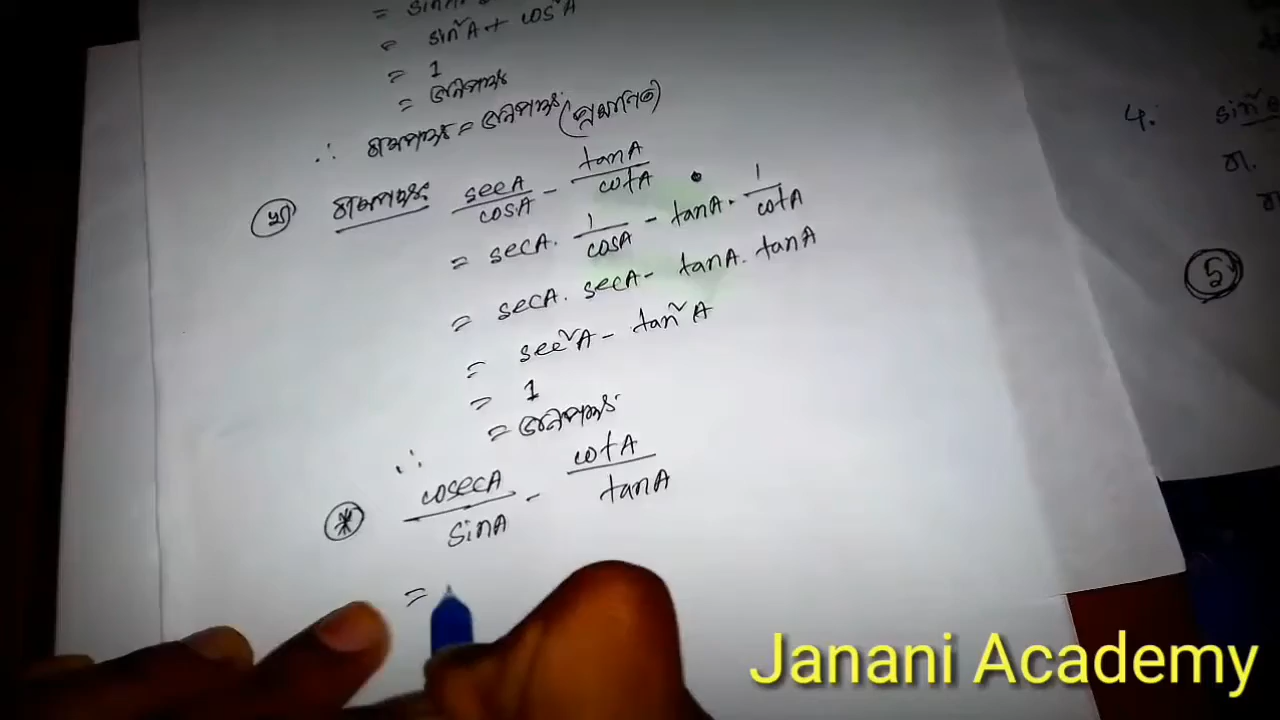 = sin²A + cos²A
= 1
= ডানপক্ষ
∴ বামপক্ষ = ডানপক্ষ (প্রমাণিত)
(খ) বামপক্ষ secA/cosA - tanA/cotA
= secA. 1/cosA - tanA. 1/cotA
= secA. secA - tanA. tanA
= sec²A - tan²A
= 1
= ডানপক্ষ
∴
* cosecA/sinA - cotA/tanA
=
4.
5
Janani Academy